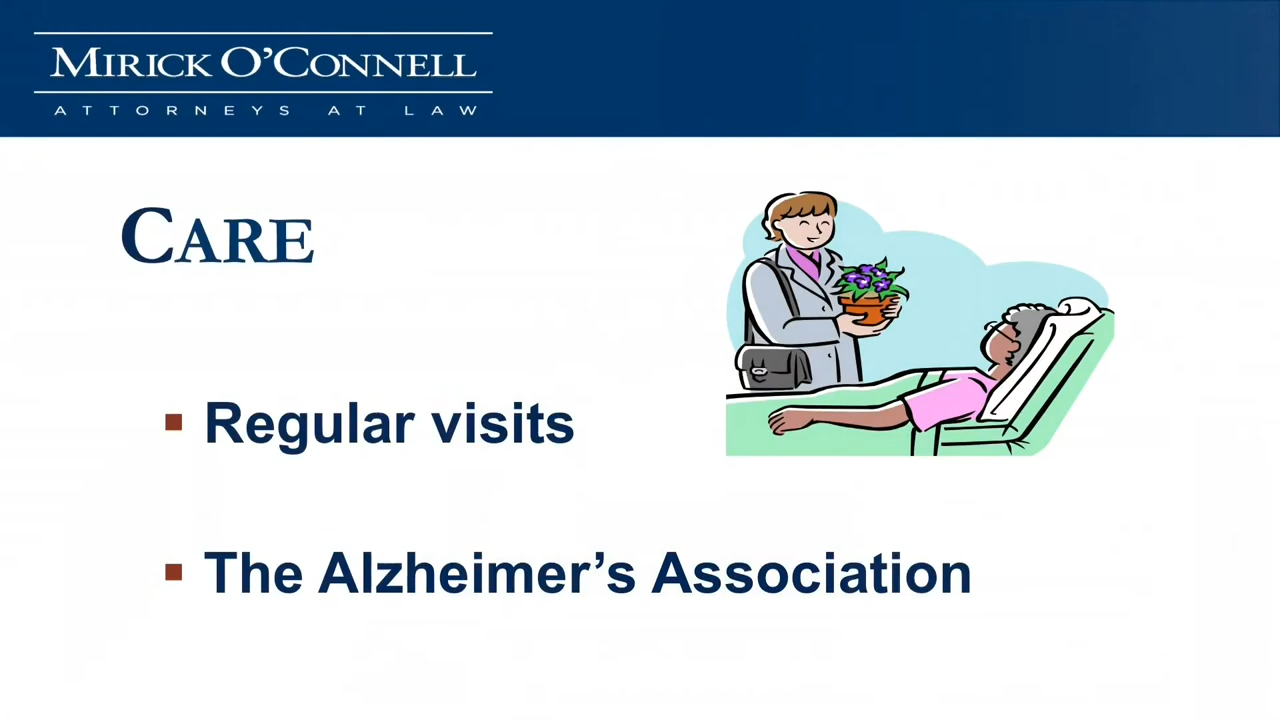 MIRICK O'CONNELL
ATTORNEYS AT LAW
CARE
▪ Regular visits
▪ The Alzheimer’s Association